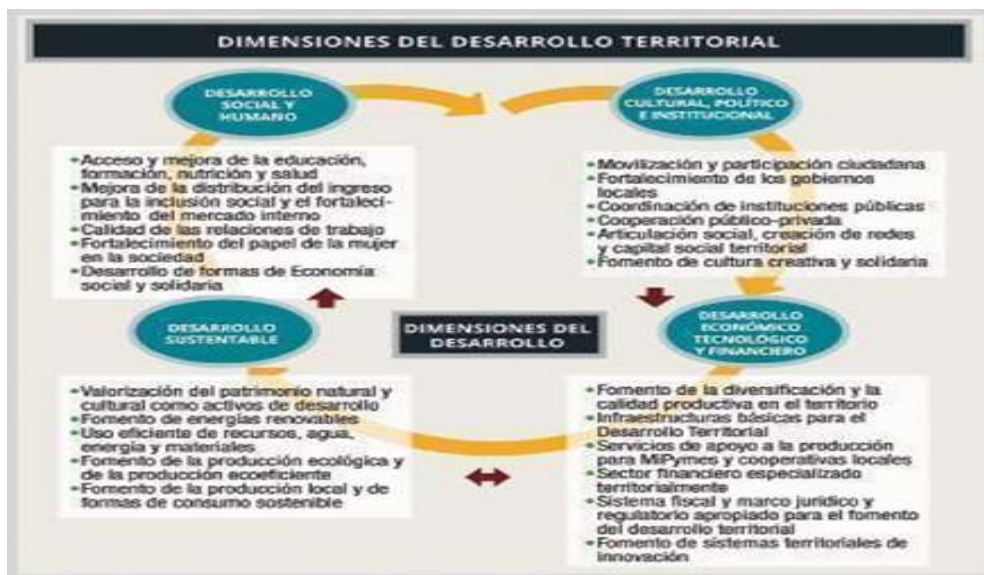 DIMENSIONES DEL DESARROLLO TERRITORIAL
DESARROLLO
SOCIAL Y
HUMANO
•Acceso y mejora de la educación,
formación, nutrición y salud
•Mejora de la distribución del ingreso
para la inclusión social y el fortaleci-
miento del mercado interno
•Calidad de las relaciones de trabajo
•Fortalecimiento del papel de la mujer
en la sociedad
•Desarrollo de formas de Economía
social y solidaria
DESARROLLO
CULTURAL, POLÍTICO
E INSTITUCIONAL
•Movilización y participación ciudadana
•Fortalecimiento de los gobiernos
locales
•Coordinación de instituciones públicas
•Cooperación público-privada
•Articulación social, creación de redes
y capital social territorial
•Fomento de cultura creativa y solidaria
DESARROLLO
SUSTENTABLE
DIMENSIONES DEL
DESARROLLO
DESARROLLO
ECONÓMICO
TECNOLÓGICO
Y FINANCIERO
•Valorización del patrimonio natural y
cultural como activos de desarrollo
•Fomento de energías renovables
•Uso eficiente de recursos, agua,
energía y materiales
•Fomento de la producción ecológica y
de la producción ecoeficiente
•Fomento de la producción local y de
formas de consumo sostenible
•Fomento de la diversificación y la
calidad productiva en el territorio
•Infraestructuras básicas para el
Desarrollo Territorial
•Servicios de apoyo a la producción
para MiPymes y cooperativas locales
•Sector financiero especializado
territorialmente
•Sistema fiscal y marco jurídico y
regulatorio apropiado para el fomento
del desarrollo territorial
•Fomento de sistemas territoriales de
innovación